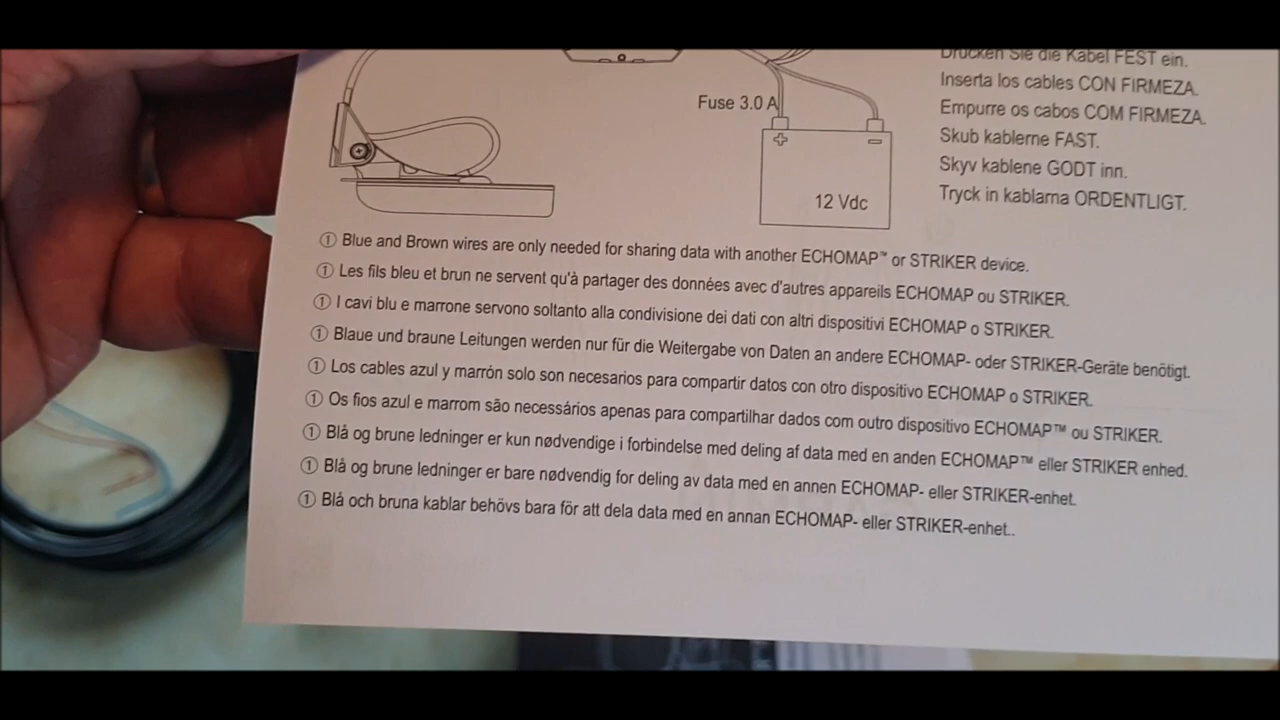 Drücken Sie die Kabel FEST ein.
Inserta los cables CON FIRMEZA.
Empurre os cabos COM FIRMEZA.
Skub kablerne FAST.
Skyv kablene GODT inn.
Tryck in kablarna ORDENTLIGT.
Fuse 3.0 A
+ -
12 Vdc
① Blue and Brown wires are only needed for sharing data with another ECHOMAP™ or STRIKER device.
① Les fils bleu et brun ne servent qu'à partager des données avec d'autres appareils ECHOMAP ou STRIKER.
① I cavi blu e marrone servono soltanto alla condivisione dei dati con altri dispositivi ECHOMAP o STRIKER.
① Blaue und braune Leitungen werden nur für die Weitergabe von Daten an andere ECHOMAP- oder STRIKER-Geräte benötigt.
① Los cables azul y marrón solo son necesarios para compartir datos con otro dispositivo ECHOMAP o STRIKER.
① Os fios azul e marrom são necessários apenas para compartilhar dados com outro dispositivo ECHOMAP™ ou STRIKER.
① Blå og brune ledninger er kun nødvendige i forbindelse med deling af data med en anden ECHOMAP™ eller STRIKER enhed.
① Blå og brune ledninger er bare nødvendig for deling av data med en annen ECHOMAP- eller STRIKER-enhet.
① Blå och bruna kablar behövs bara för att dela data med en annan ECHOMAP- eller STRIKER-enhet..